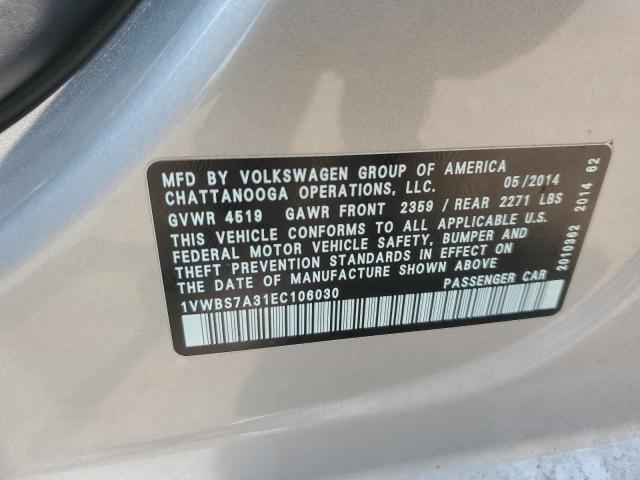 MFD BY VOLKSWAGEN GROUP OF AMERICA
CHATTANOOGA OPERATIONS, LLC. 05/2014
GVWR 4519 GAWR FRONT 2359 / REAR 2271 LBS
THIS VEHICLE CONFORMS TO ALL APPLICABLE U.S.
FEDERAL MOTOR VEHICLE SAFETY, BUMPER AND
THEFT PREVENTION STANDARDS IN EFFECT ON
THE DATE OF MANUFACTURE SHOWN ABOVE
1VWBS7A31EC106030 PASSENGER CAR
2010362 2014 62